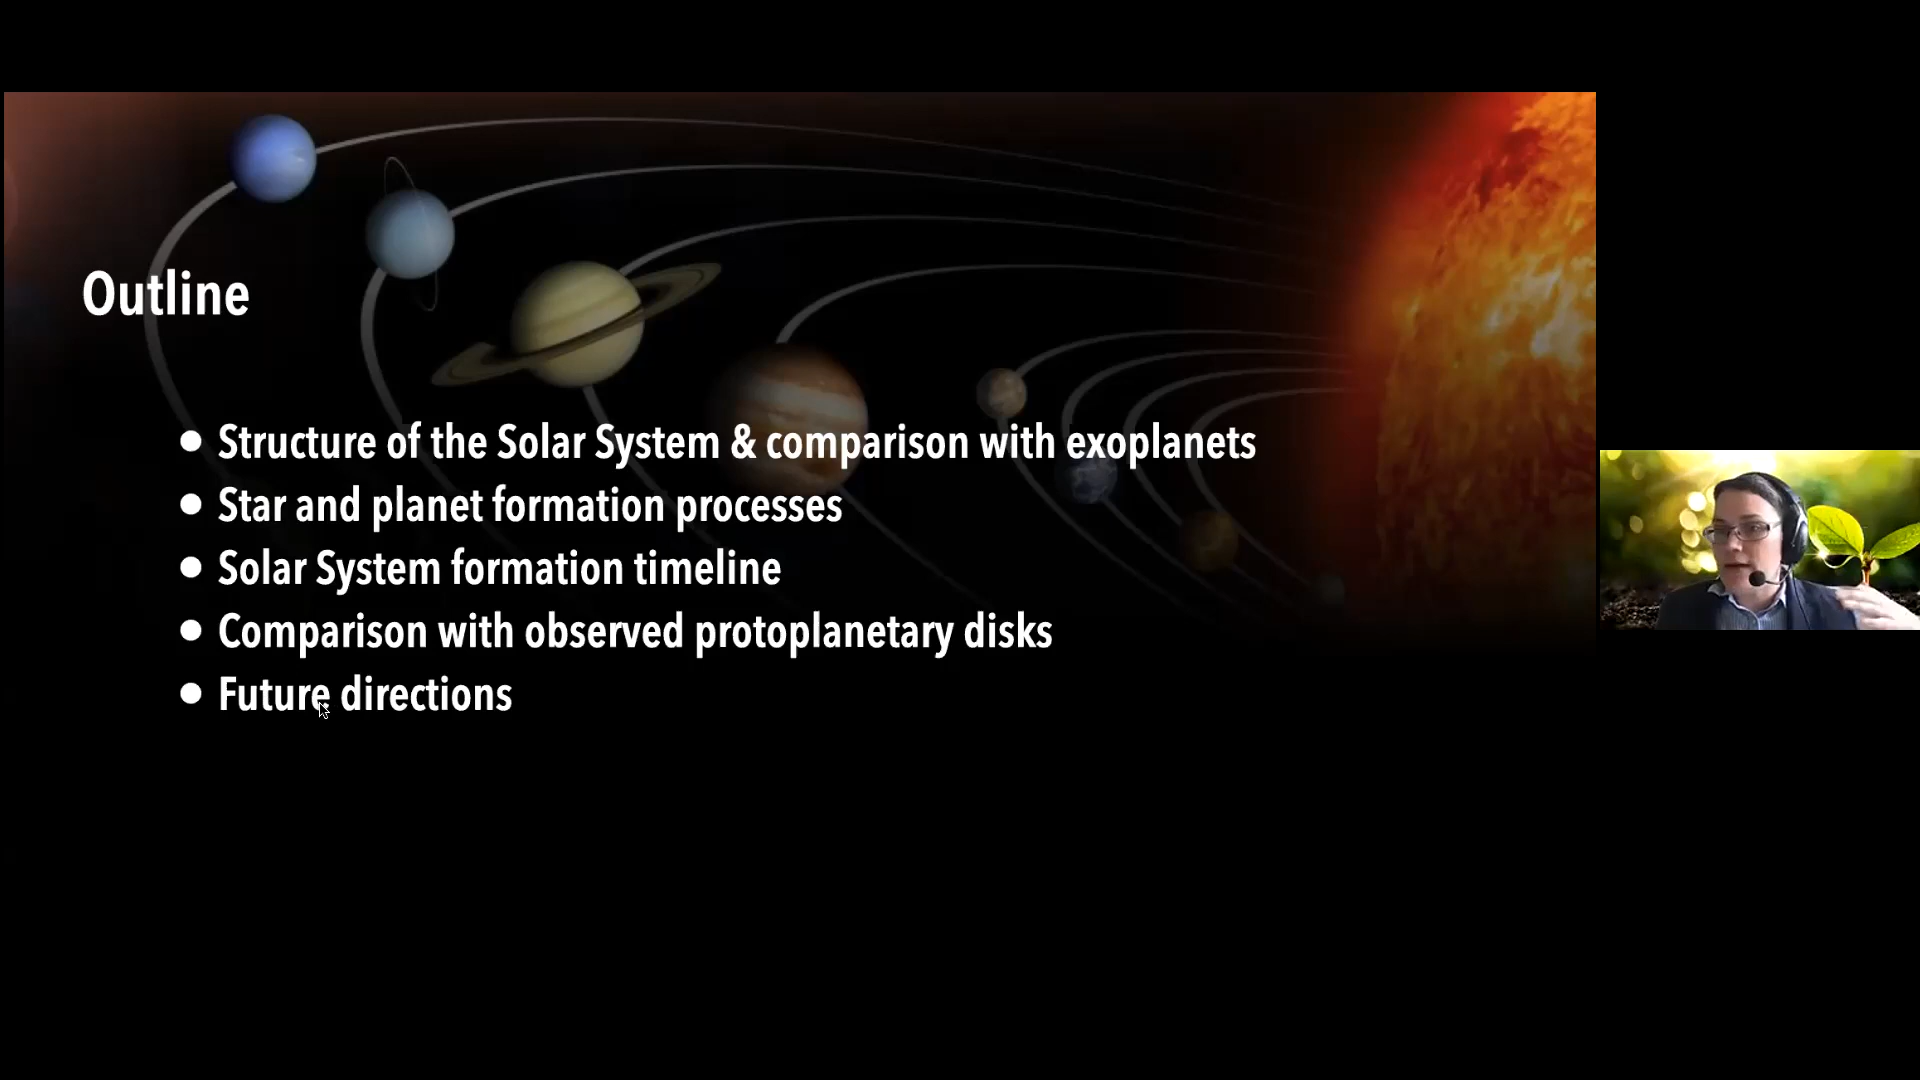 Outline
● Structure of the Solar System & comparison with exoplanets
● Star and planet formation processes
● Solar System formation timeline
● Comparison with observed protoplanetary disks
● Future directions